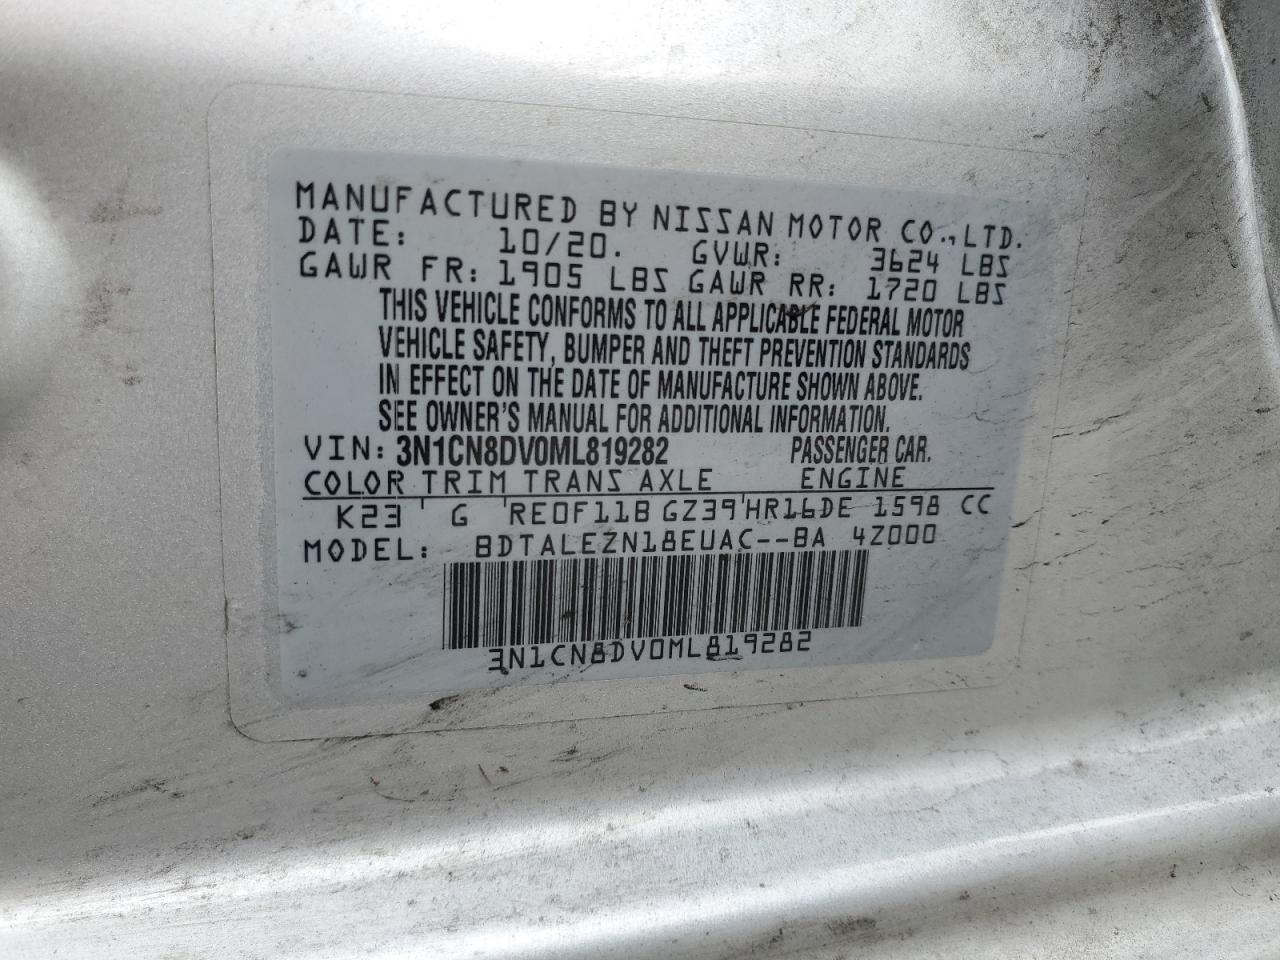 MANUFACTURED BY NISSAN MOTOR CO.,LTD.
DATE: 10/20. GVWR: 3624 LBS
GAWR FR: 1905 LBS GAWR RR: 1720 LBS
THIS VEHICLE CONFORMS TO ALL APPLICABLE FEDERAL MOTOR
VEHICLE SAFETY, BUMPER AND THEFT PREVENTION STANDARDS
IN EFFECT ON THE DATE OF MANUFACTURE SHOWN ABOVE.
SEE OWNER'S MANUAL FOR ADDITIONAL INFORMATION.
VIN: 3N1CN8DV0ML819282 PASSENGER CAR.
COLOR TRIM TRANS AXLE ENGINE
K23 ' G 'RE0F11B GZ39'HR16DE 1598 CC
MODEL: BDTALEZN18EUAC--BA 4Z000
3N1CN8DV0ML819282